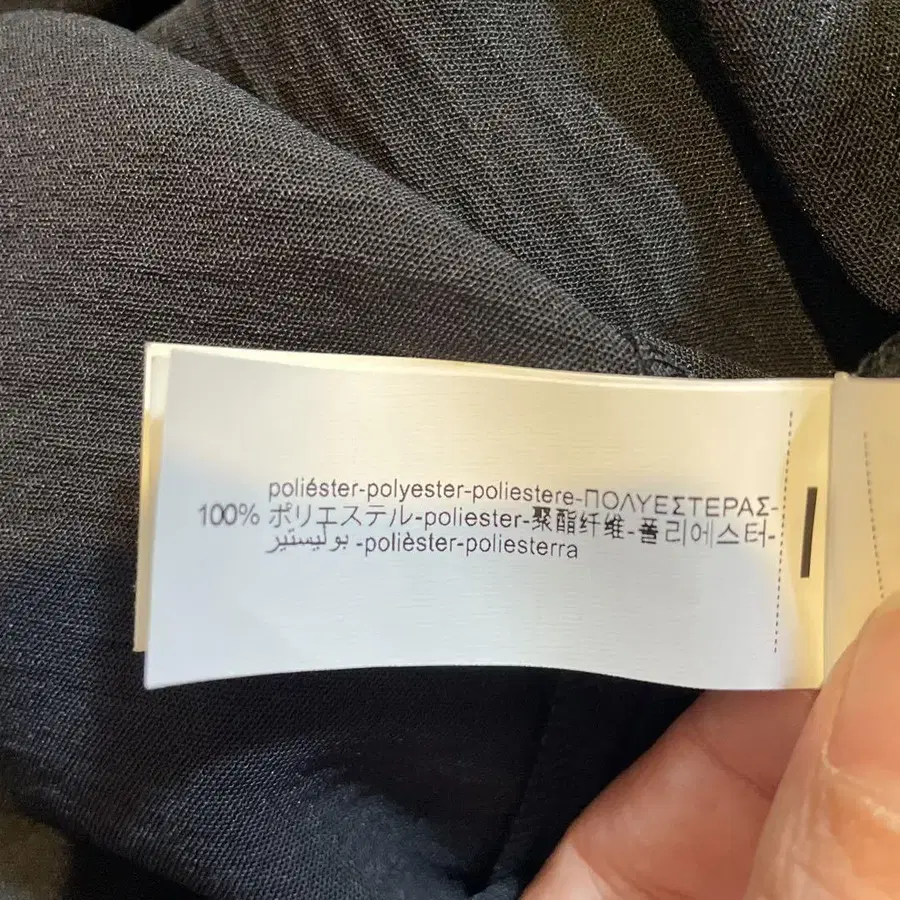 poliéster-polyester-poliestere-ΠΟΛΥΕΣΤΕΡΑΣ-
100% ポリエステル-poliester-聚酯纤维-폴리에스터-
بوليستير -polièster-poliesterra